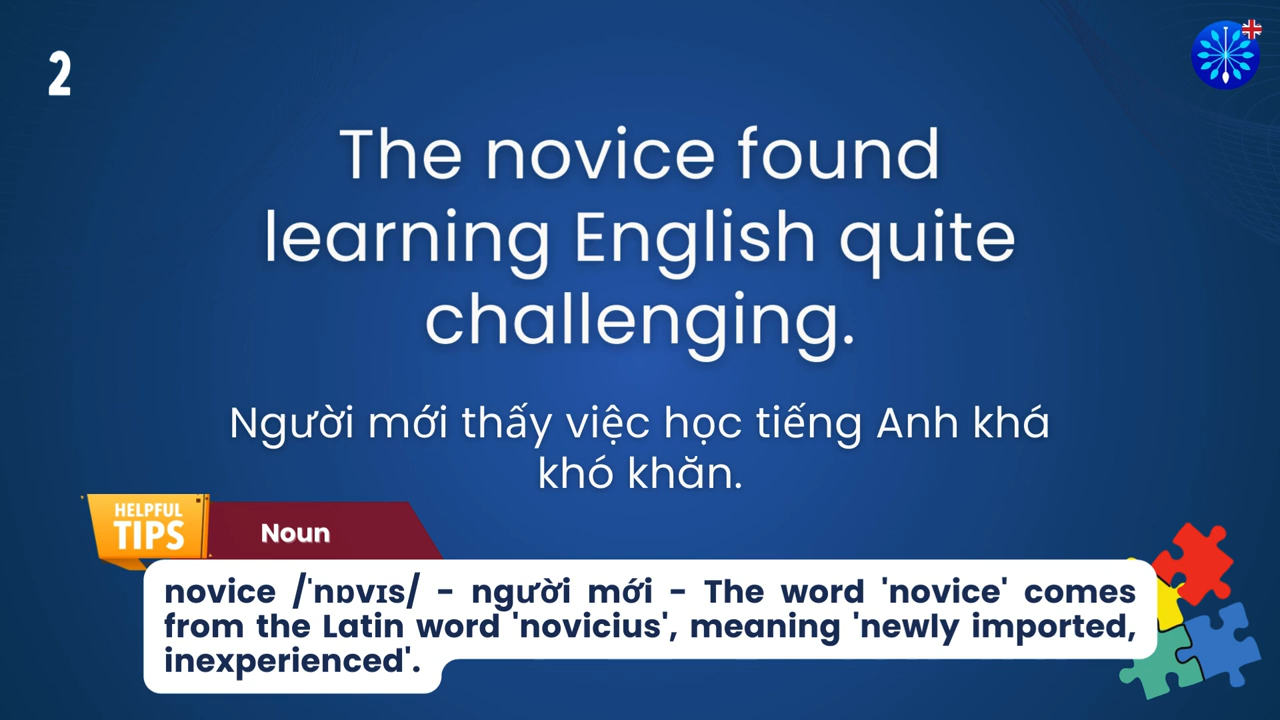 2
The novice found
learning English quite
challenging.
Người mới thấy việc học tiếng Anh khá
khó khăn.
HELPFUL
TIPS
Noun
novice /ˈnɒvɪs/ - người mới - The word 'novice' comes
from the Latin word 'novicius', meaning 'newly imported,
inexperienced'.